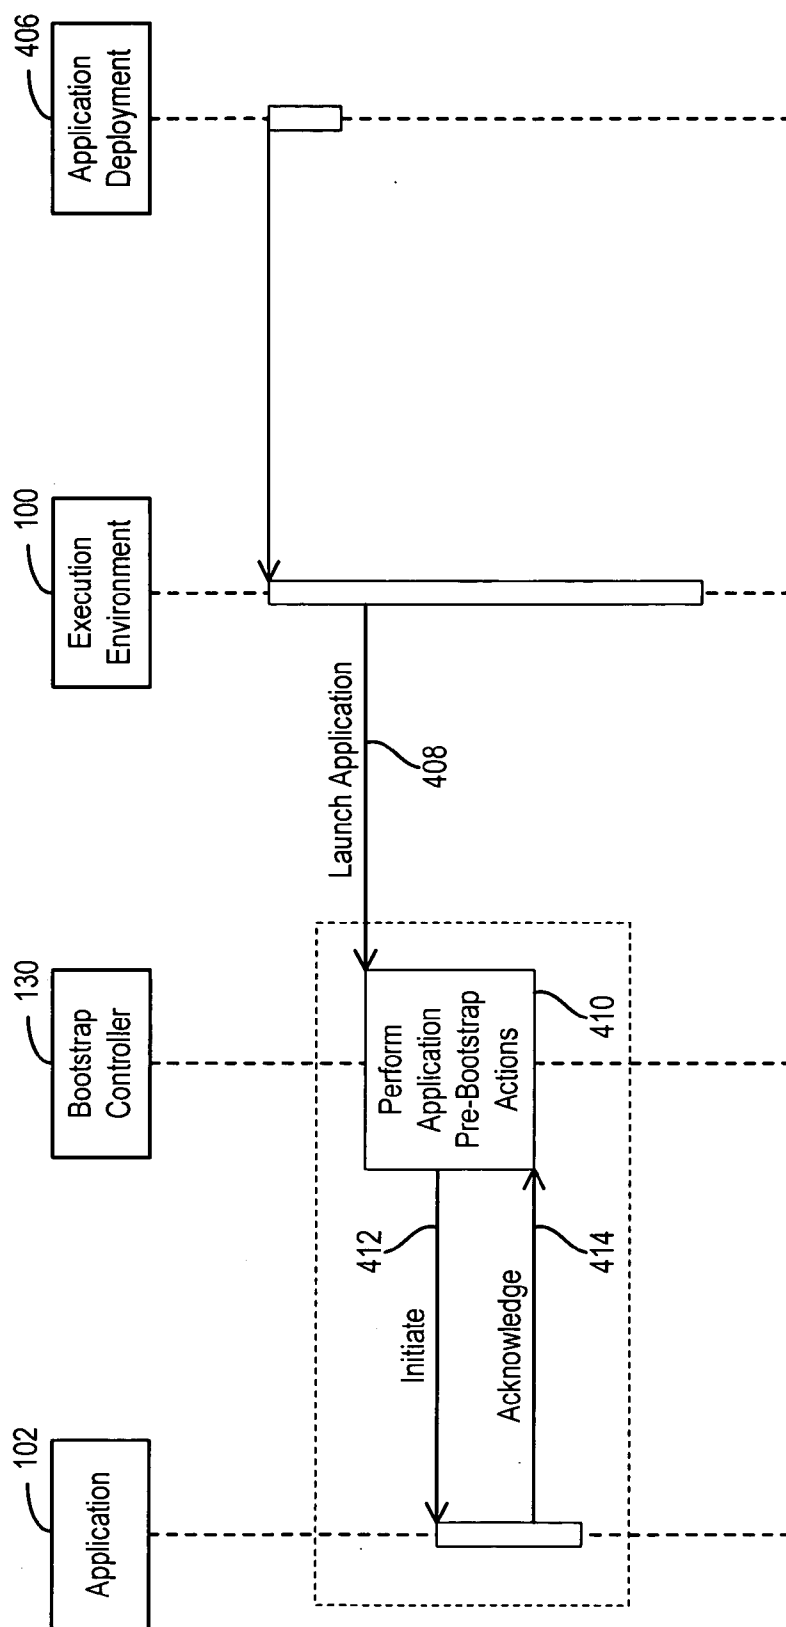 102
Application
130
Bootstrap
Controller
100
Execution
Environment
406
Application
Deployment
Launch Application
408
Perform
Application
Pre-Bootstrap
Actions
410
412
Initiate
Acknowledge
414